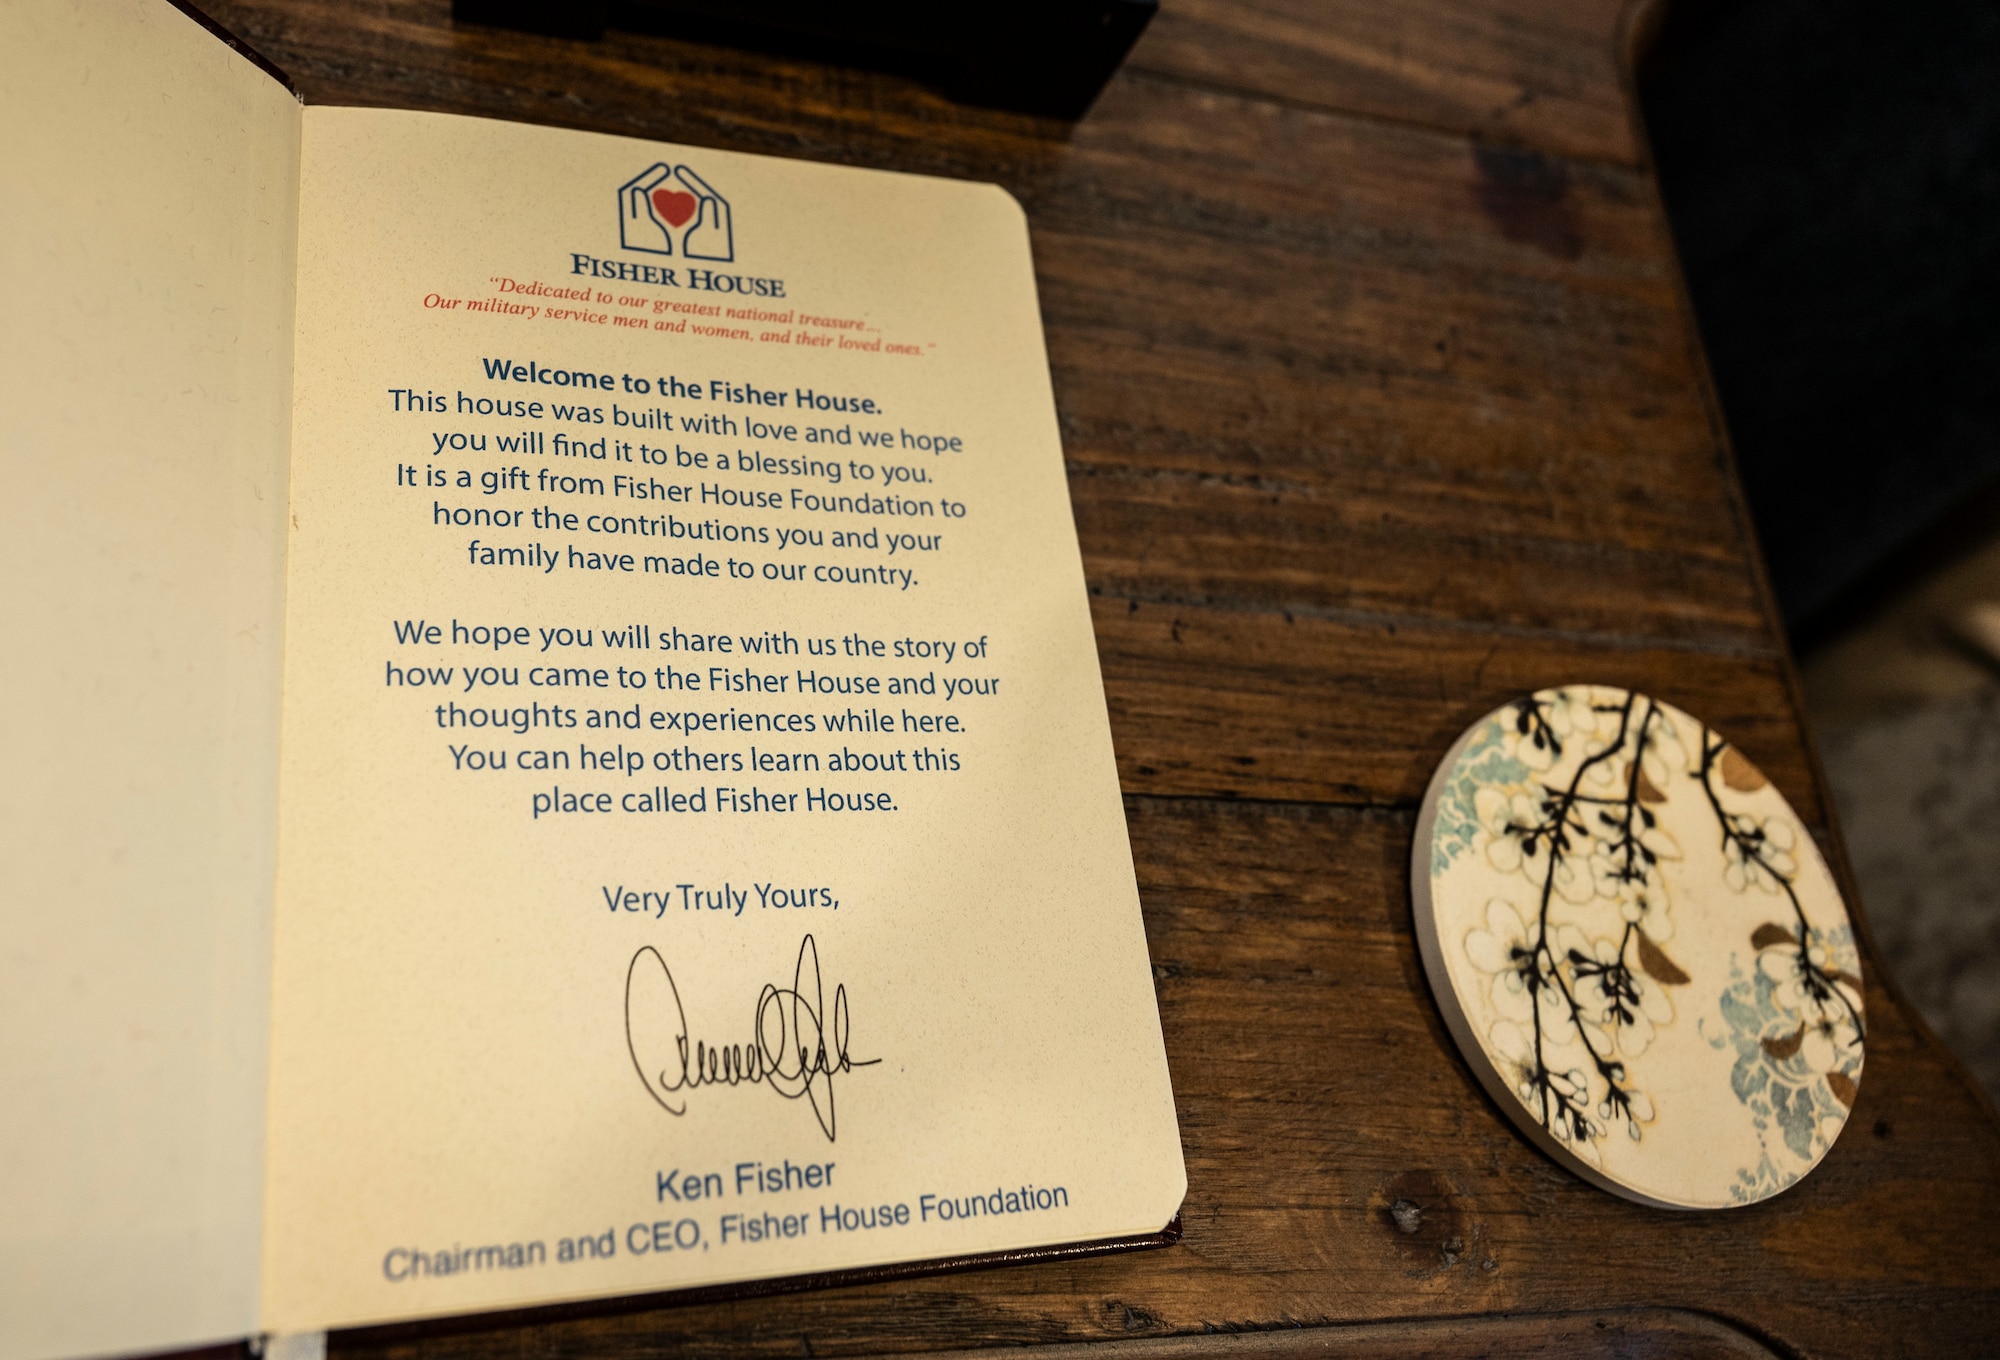 FISHER HOUSE
“Dedicated to our greatest national treasure...
Our military service men and women, and their loved ones.”
Welcome to the Fisher House.
This house was built with love and we hope
you will find it to be a blessing to you.
It is a gift from Fisher House Foundation to
honor the contributions you and your
family have made to our country.
We hope you will share with us the story of
how you came to the Fisher House and your
thoughts and experiences while here.
You can help others learn about this
place called Fisher House.
Very Truly Yours,
Ken Fisher
Chairman and CEO, Fisher House Foundation